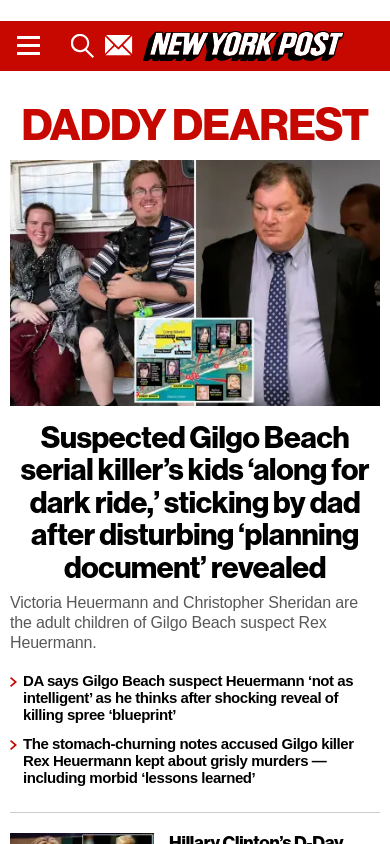 NEW YORK POST
DADDY DEAREST
Suspected Gilgo Beach
serial killer’s kids ‘along for
dark ride,’ sticking by dad
after disturbing ‘planning
document’ revealed
Victoria Heuermann and Christopher Sheridan are
the adult children of Gilgo Beach suspect Rex
Heuermann.
DA says Gilgo Beach suspect Heuermann ‘not as
intelligent’ as he thinks after shocking reveal of
killing spree ‘blueprint’
The stomach-churning notes accused Gilgo killer
Rex Heuermann kept about grisly murders —
including morbid ‘lessons learned’
Hillary Clinton’s D-Day